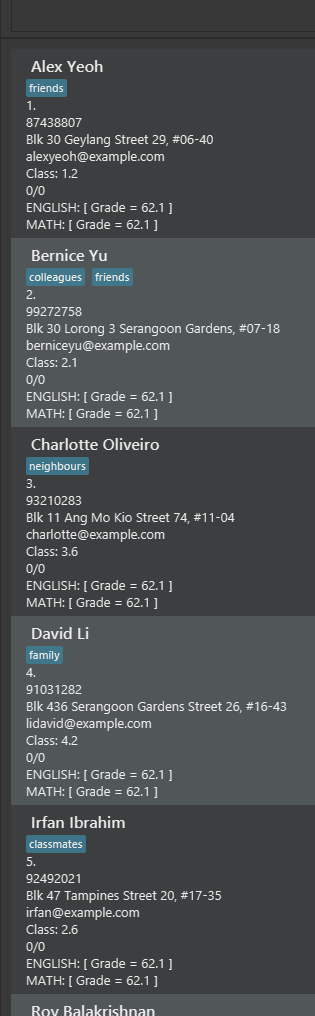 Alex Yeoh
friends
1.
87438807
Blk 30 Geylang Street 29, #06-40
alexyeoh@example.com
Class: 1.2
0/0
ENGLISH: [ Grade = 62.1 ]
MATH: [ Grade = 62.1 ]
Bernice Yu
colleagues friends
2.
99272758
Blk 30 Lorong 3 Serangoon Gardens, #07-18
berniceyu@example.com
Class: 2.1
0/0
ENGLISH: [ Grade = 62.1 ]
MATH: [ Grade = 62.1 ]
Charlotte Oliveiro
neighbours
3.
93210283
Blk 11 Ang Mo Kio Street 74, #11-04
charlotte@example.com
Class: 3.6
0/0
ENGLISH: [ Grade = 62.1 ]
MATH: [ Grade = 62.1 ]
David Li
family
4.
91031282
Blk 436 Serangoon Gardens Street 26, #16-43
lidavid@example.com
Class: 4.2
0/0
ENGLISH: [ Grade = 62.1 ]
MATH: [ Grade = 62.1 ]
Irfan Ibrahim
classmates
5.
92492021
Blk 47 Tampines Street 20, #17-35
irfan@example.com
Class: 2.6
0/0
ENGLISH: [ Grade = 62.1 ]
MATH: [ Grade = 62.1 ]
Roy Balakrishnan